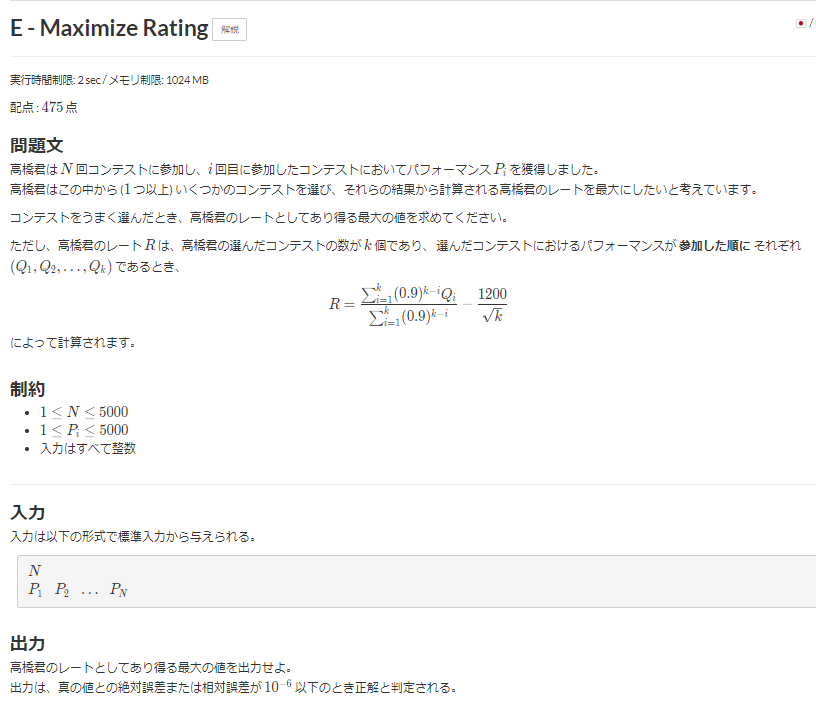 E - Maximize Rating 解説
/
実行時間制限: 2 sec / メモリ制限: 1024 MB
配点 : 475 点
問題文
高橋君は N 回コンテストに参加し、i 回目に参加したコンテストにおいてパフォーマンス P_i を獲得しました。
高橋君はこの中から (1 つ以上) いくつかのコンテストを選び、それらの結果から計算される高橋君のレートを最大にしたいと考えています。
コンテストをうまく選んだとき、高橋君のレートとしてあり得る最大の値を求めてください。
ただし、高橋君のレート R は、高橋君の選んだコンテストの数が k 個であり、 選んだコンテストにおけるパフォーマンスが 参加した順に それぞれ
(Q_1, Q_2, …, Q_k) であるとき、
R = \frac{\sum_{i=1}^{k} (0.9)^{k-i} Q_i}{\sum_{i=1}^{k} (0.9)^{k-i}} - \frac{1200}{\sqrt{k}}
によって計算されます。
制約
• 1 ≤ N ≤ 5000
• 1 ≤ P_i ≤ 5000
• 入力はすべて整数
入力
入力は以下の形式で標準入力から与えられる。
N
P_1 P_2 … P_N
出力
高橋君のレートとしてあり得る最大の値を出力せよ。
出力は、真の値との絶対誤差または相対誤差が 10^{-6} 以下のとき正解と判定される。